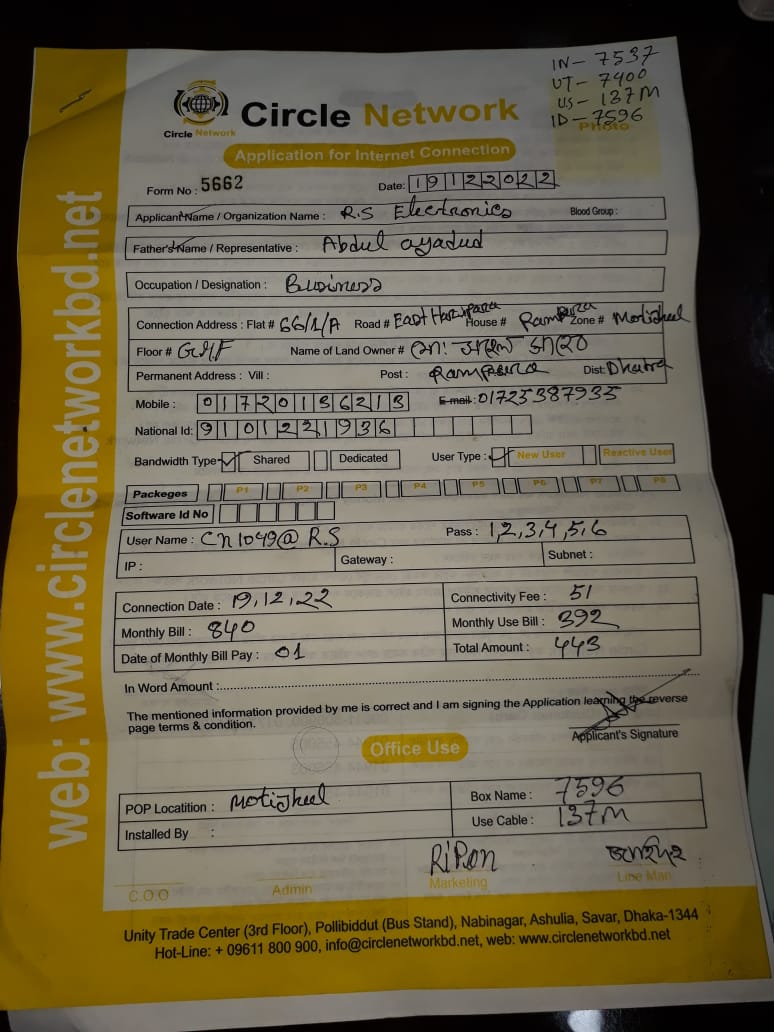 IN - 7537
UT - 7400
US - 137M
ID - 7596
PHOTO
Circle Network
Circle Network
Application for Internet Connection
Form No : 5662
Date: 19122022
Applicant Name / Organization Name : R.S Electronics Blood Group :
Father's Name / Representative : Abdul
Occupation / Designation : Business
Connection Address : Flat # 66/1/A Road # East House # Rampura Zone # Motijheel
Floor # Name of Land Owner #
Permanent Address : Vill : Post : Rampura Dist: Dhaka
Mobile : 01720136213 E-mail : 01725387935
National Id: 9101221936
Bandwidth Type Shared Dedicated User Type : New User Reactive User
Packeges P1 P2 P3 P4 P5 P6 P7 P8
Software Id No
User Name : CN1049@R.S Pass : 1,2,3,4,5,6
IP : Gateway : Subnet :
Connection Date : 19,12,22 Connectivity Fee : 51
Monthly Bill : 840 Monthly Use Bill : 392
Date of Monthly Bill Pay : 01 Total Amount : 443
In Word Amount :
The mentioned information provided by me is correct and I am signing the Application learning the reverse
page terms & condition.
Applicant's Signature
Office Use
POP Locatition : Motijheel Box Name : 7596
Installed By : Use Cable : 137M
RiPON
C.O.O Admin Marketing Line Man
Unity Trade Center (3rd Floor), Pollibiddut (Bus Stand), Nabinagar, Ashulia, Savar, Dhaka-1344
Hot-Line: + 09611 800 900, info@circlenetworkbd.net, web: www.circlenetworkbd.net
web: www.circlenetworkbd.net